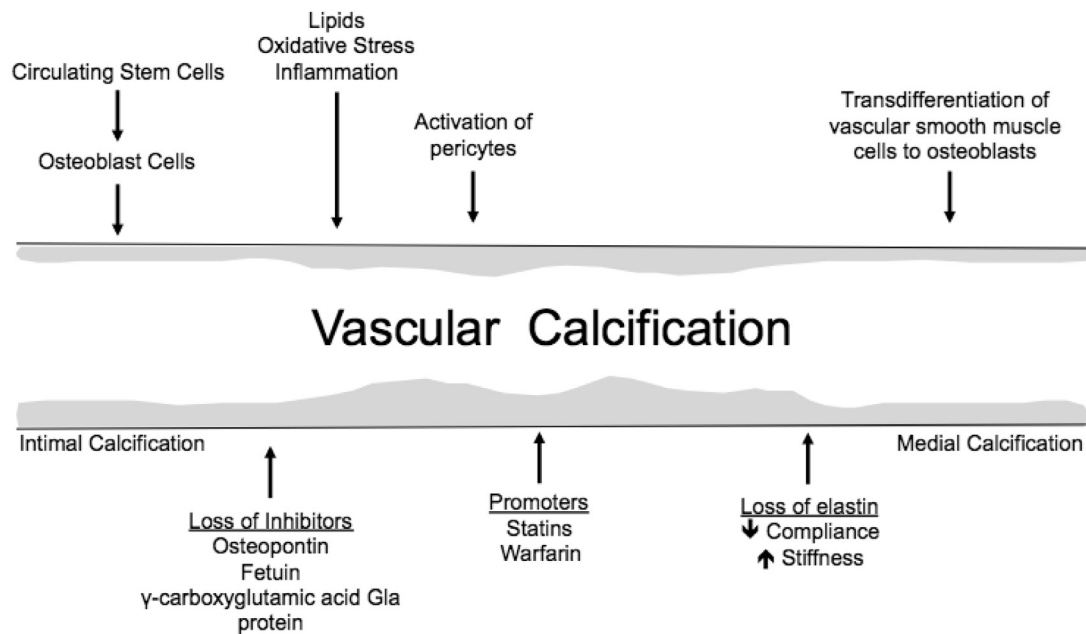 Circulating Stem Cells
Osteoblast Cells
Lipids
Oxidative Stress
Inflammation
Activation of
pericytes
Transdifferentiation of
vascular smooth muscle
cells to osteoblasts
Vascular Calcification
Intimal Calcification
Medial Calcification
Loss of Inhibitors
Osteopontin
Fetuin
γ-carboxyglutamic acid Gla
protein
Promoters
Statins
Warfarin
Loss of elastin
🡻 Compliance
🡹 Stiffness